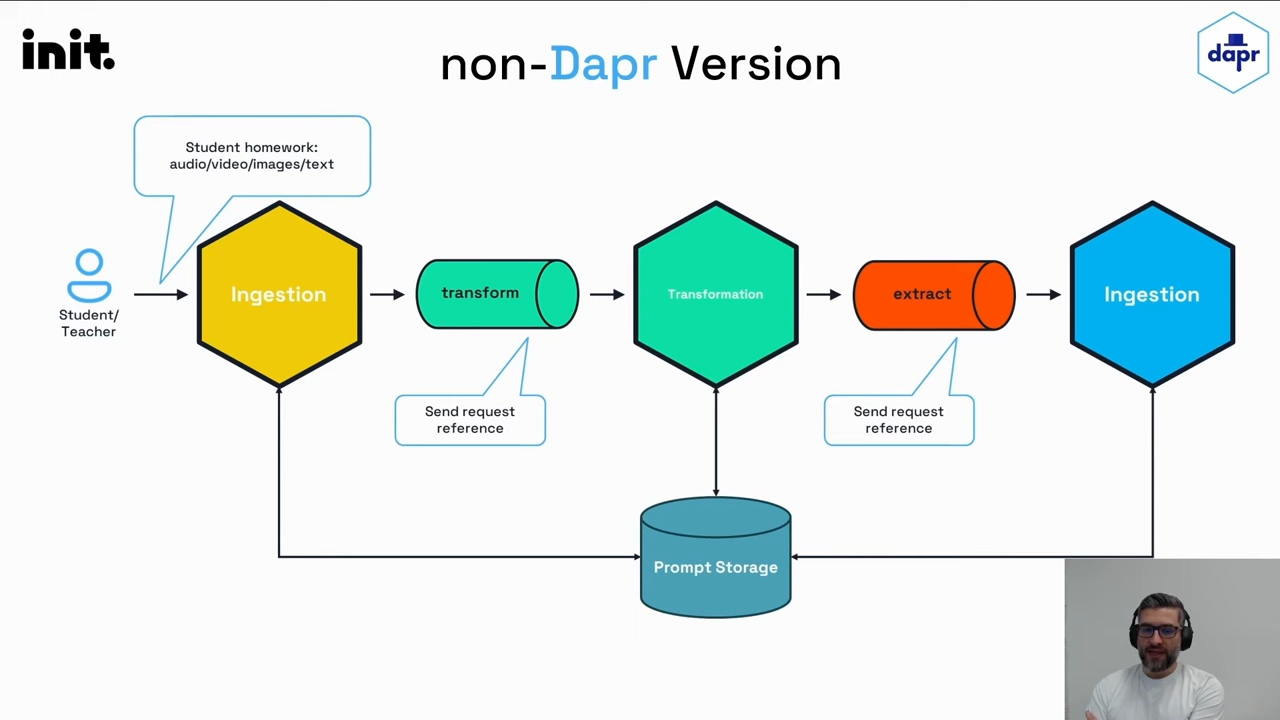 init.
non-Dapr Version
dapr
Student homework:
audio/video/images/text
Student/
Teacher
Ingestion
transform
Transformation
extract
Ingestion
Send request
reference
Send request
reference
Prompt Storage